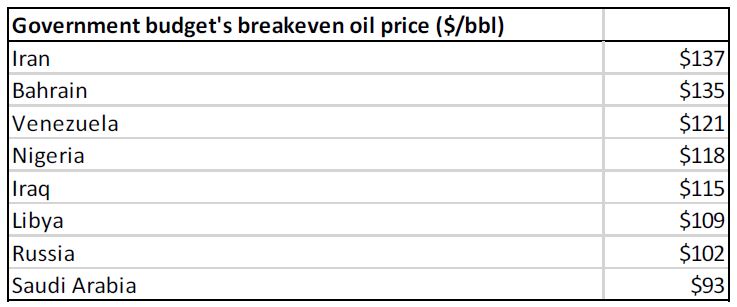 Government budget's breakeven oil price ($/bbl)
Iran $137
Bahrain $135
Venezuela $121
Nigeria $118
Iraq $115
Libya $109
Russia $102
Saudi Arabia $93